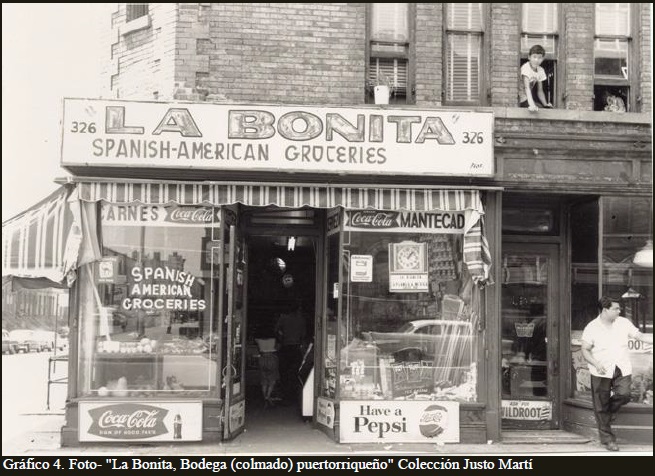 326 LA BONITA 326
SPANISH-AMERICAN GROCERIES
CARNES Coca-Cola
Coca-Cola MANTECAD
SPANISH
AMERICAN
GROCERIES
Coca-Cola
Have a
Pepsi
WILDROOT
Gráfico 4. Foto- "La Bonita, Bodega (colmado) puertorriqueño" Colección Justo Martí